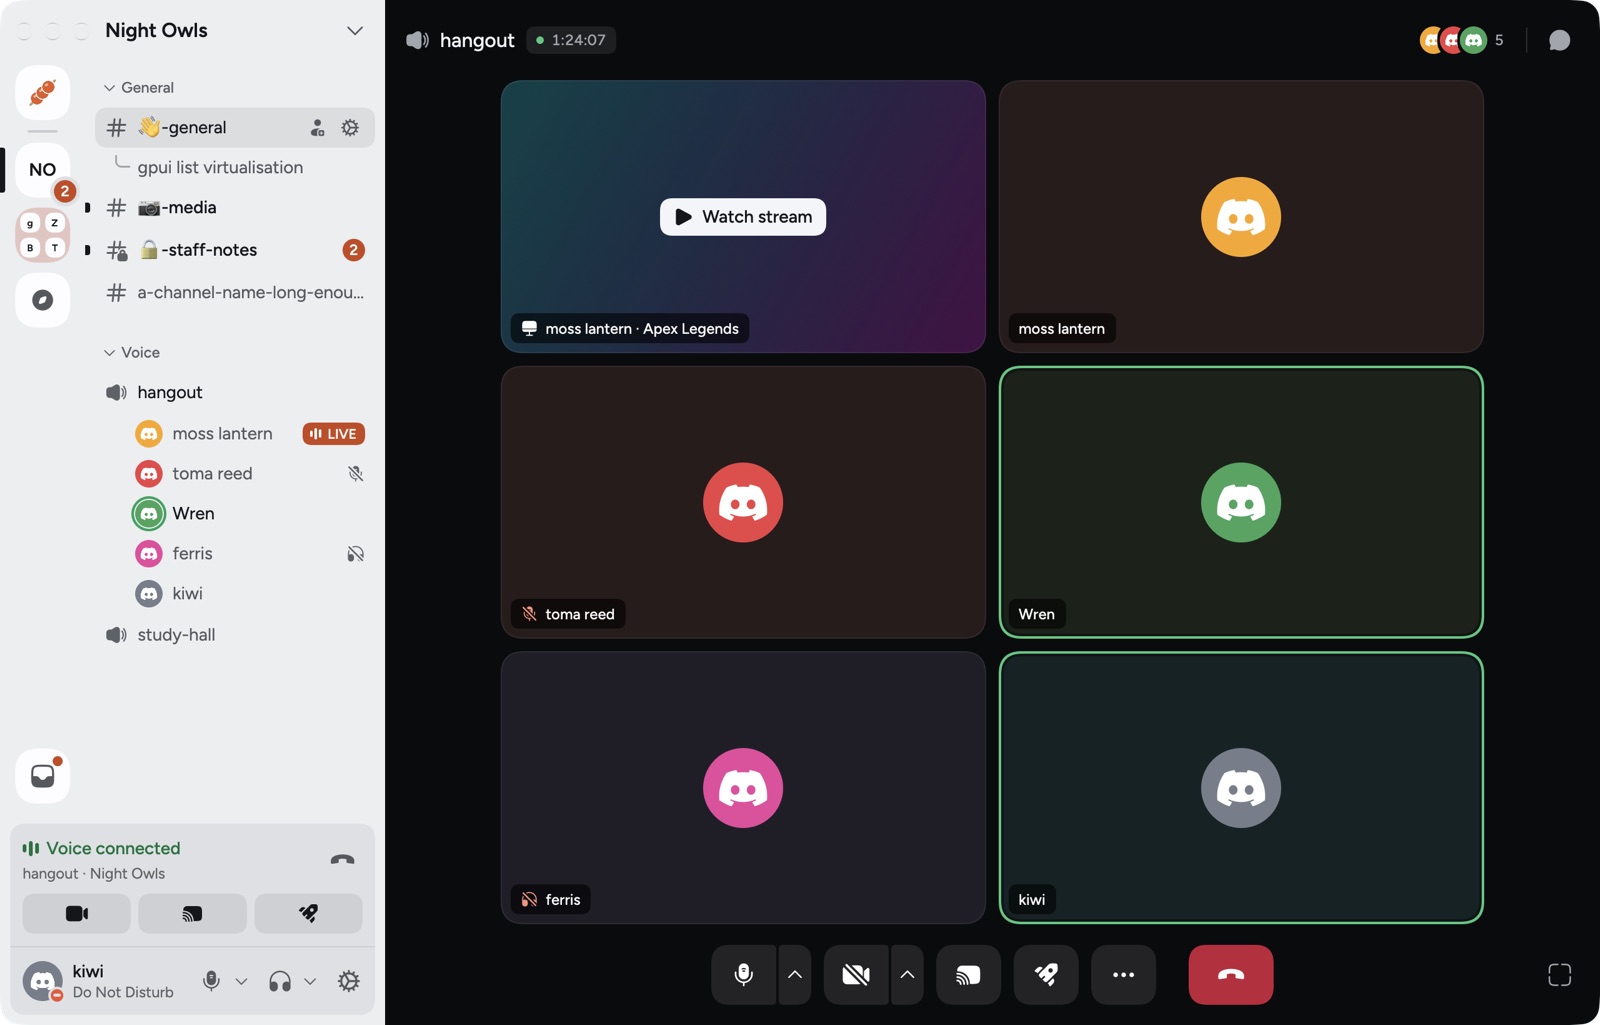 Night Owls
NO
2
g Z
B T
General
👋-general
gpui list virtualisation
📷-media
🔒-staff-notes
2
a-channel-name-long-enou...
Voice
hangout
moss lantern
LIVE
toma reed
Wren
ferris
kiwi
study-hall
Voice connected
hangout · Night Owls
kiwi
Do Not Disturb
hangout
1:24:07
5
Watch stream
moss lantern · Apex Legends
moss lantern
toma reed
Wren
ferris
kiwi